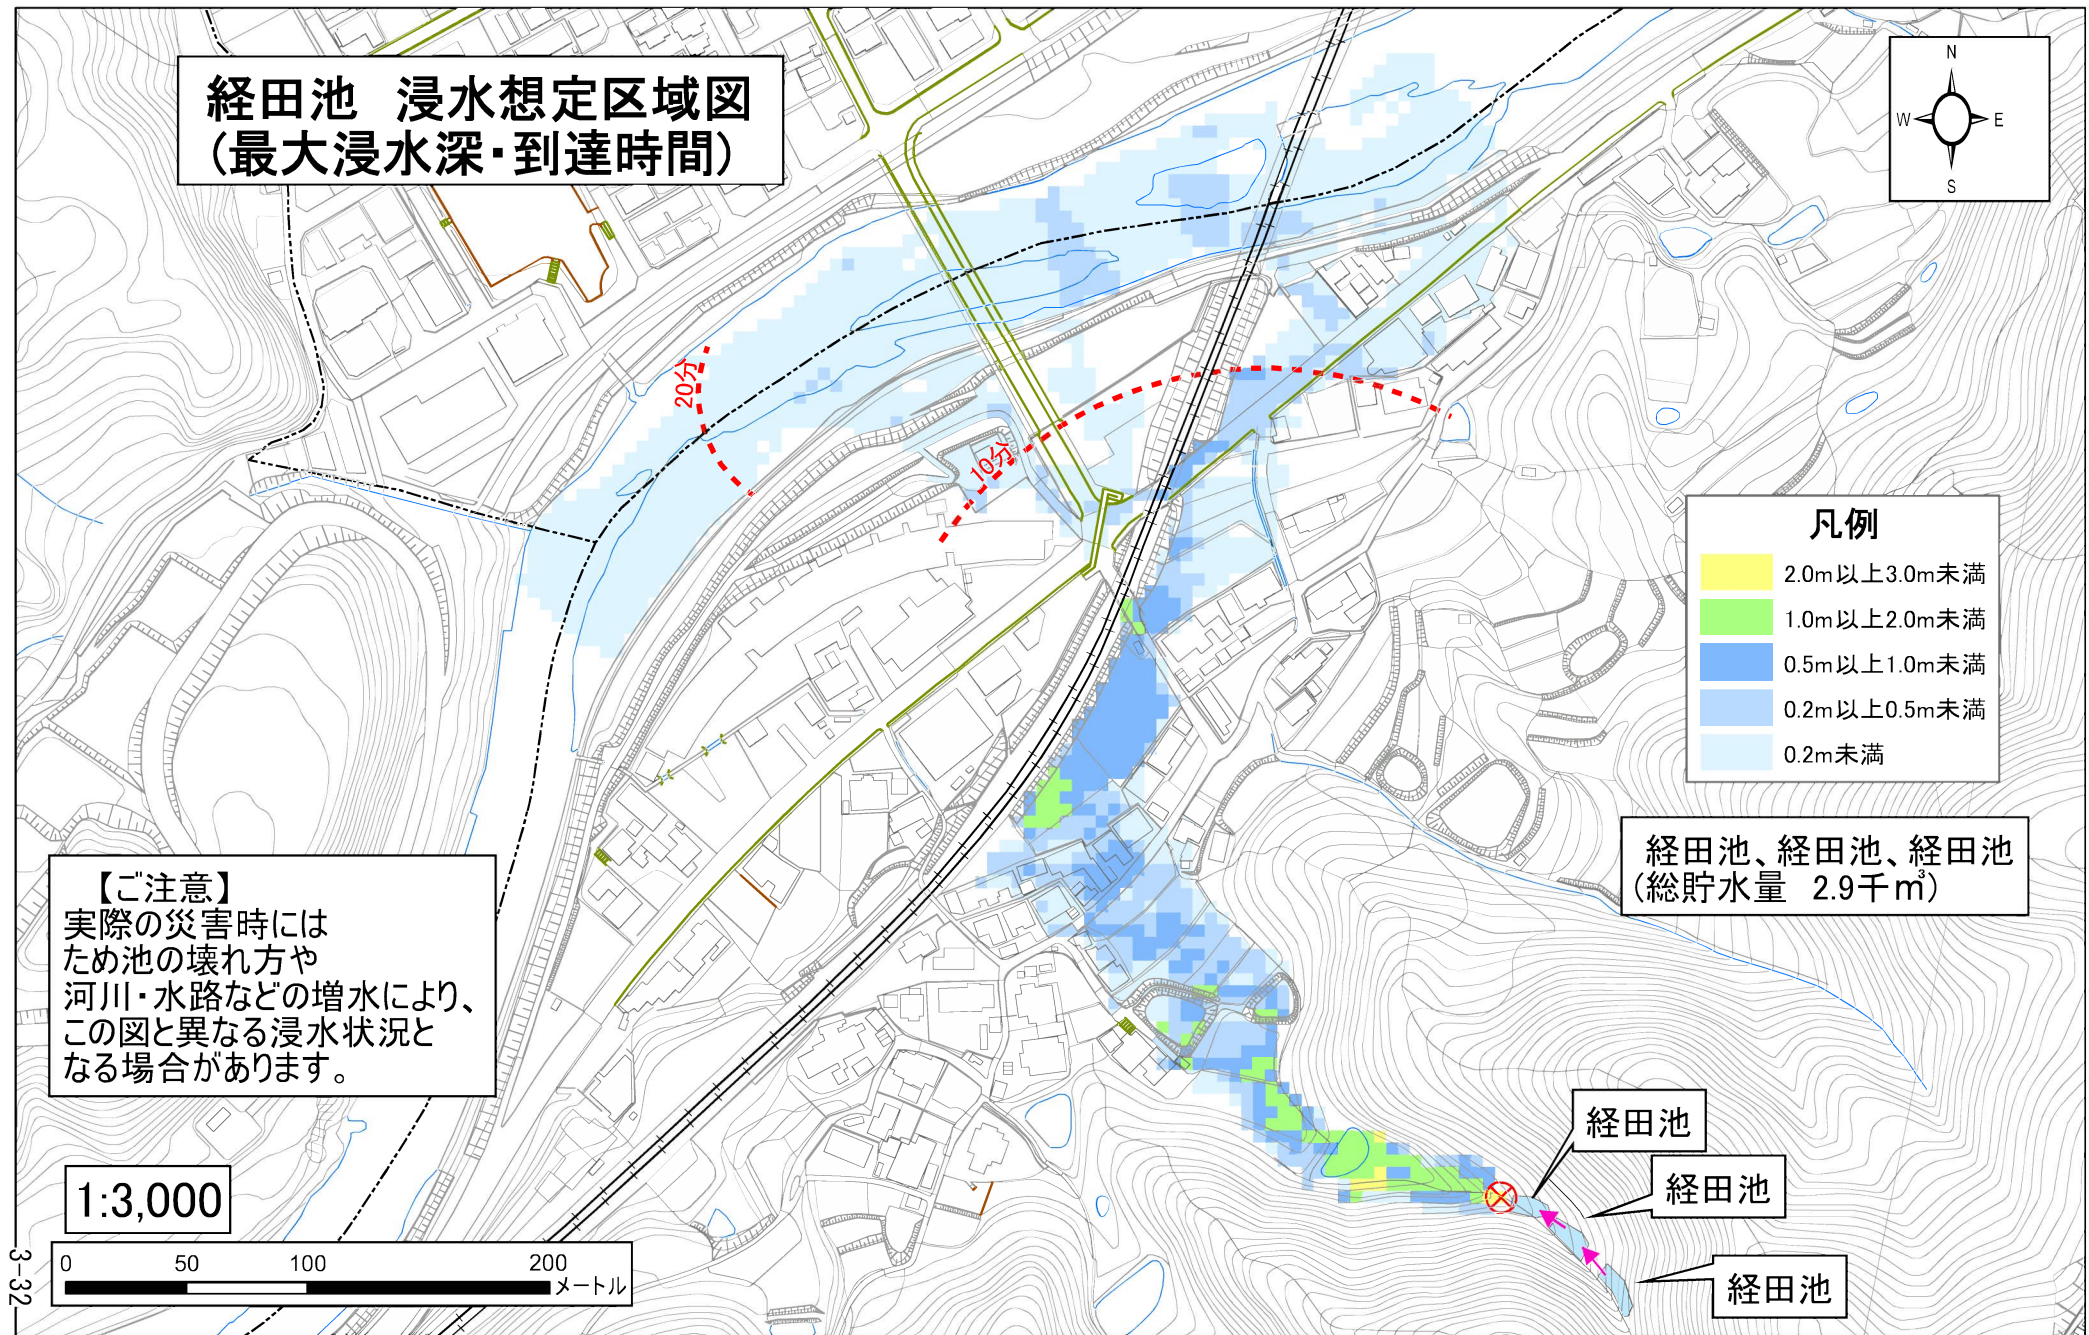 経田池　浸水想定区域図
(最大浸水深・到達時間)
N
W
E
S
20分
10分
凡例
2.0m以上3.0m未満
1.0m以上2.0m未満
0.5m以上1.0m未満
0.2m以上0.5m未満
0.2m未満
経田池、経田池、経田池
(総貯水量　2.9千㎥)
【ご注意】
実際の災害時には
ため池の壊れ方や
河川・水路などの増水により、
この図と異なる浸水状況と
なる場合があります。
経田池
経田池
経田池
1:3,000
0 50 100 200
メートル
3-32